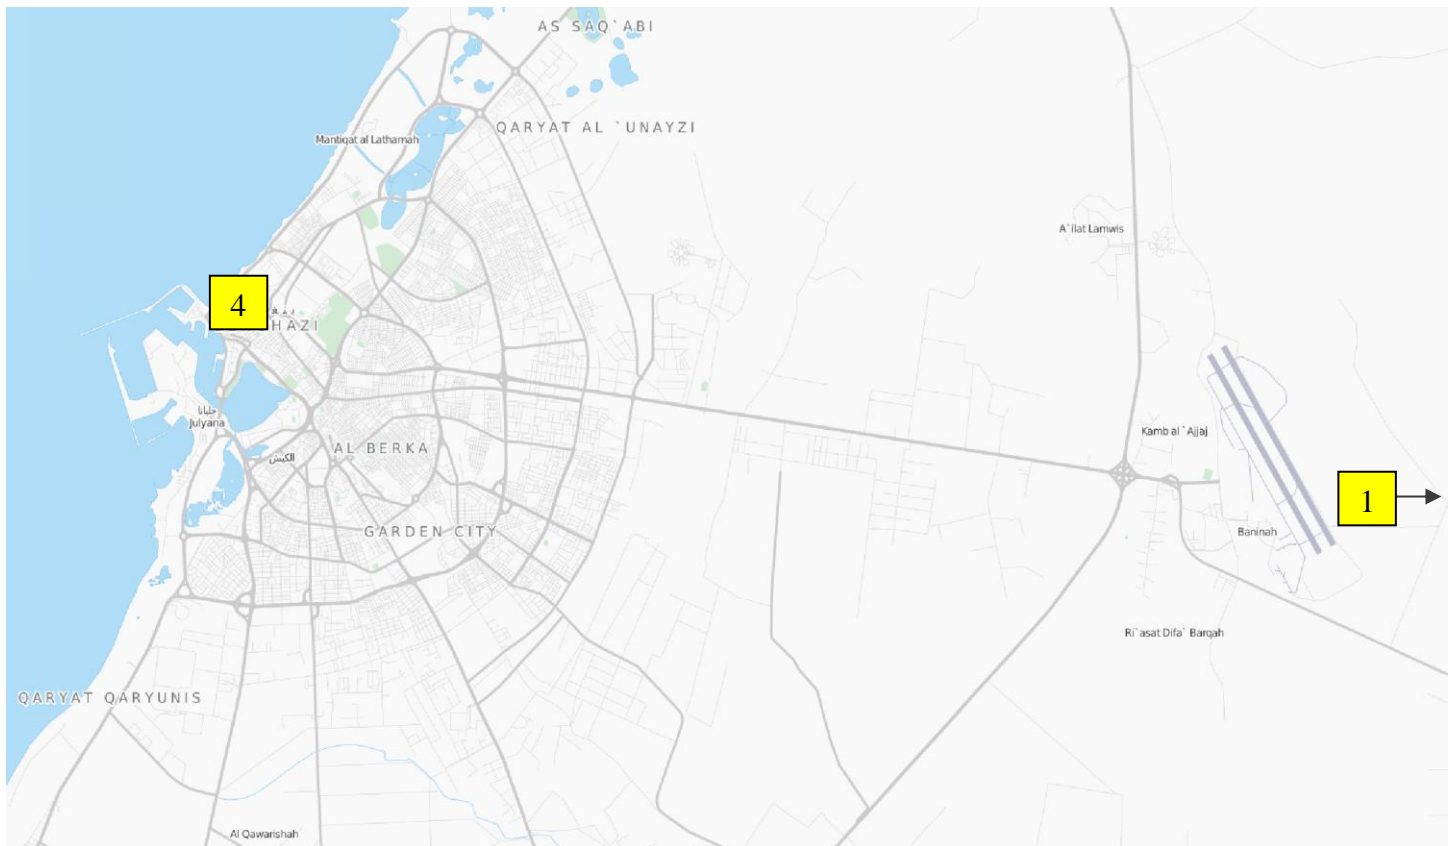 AS SAQ`ABI
QARYAT AL `UNAYZI
Mantiqat al Lathamah
A`ilat Lamwis
4
HAZI
جليانا
Julyana
Kamb al `Ajjaj
AL BERKA
الكيش
1
GARDEN CITY
Baninah
Ri`asat Difa` Barqah
QARYAT QARYUNIS
Al Qawarishah